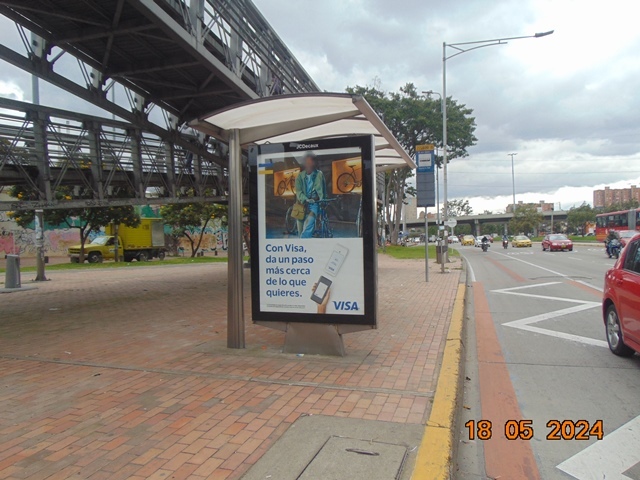 JCDecaux
Con Visa,
da un paso
más cerca
de lo que
quieres.
VISA
18 05 2024